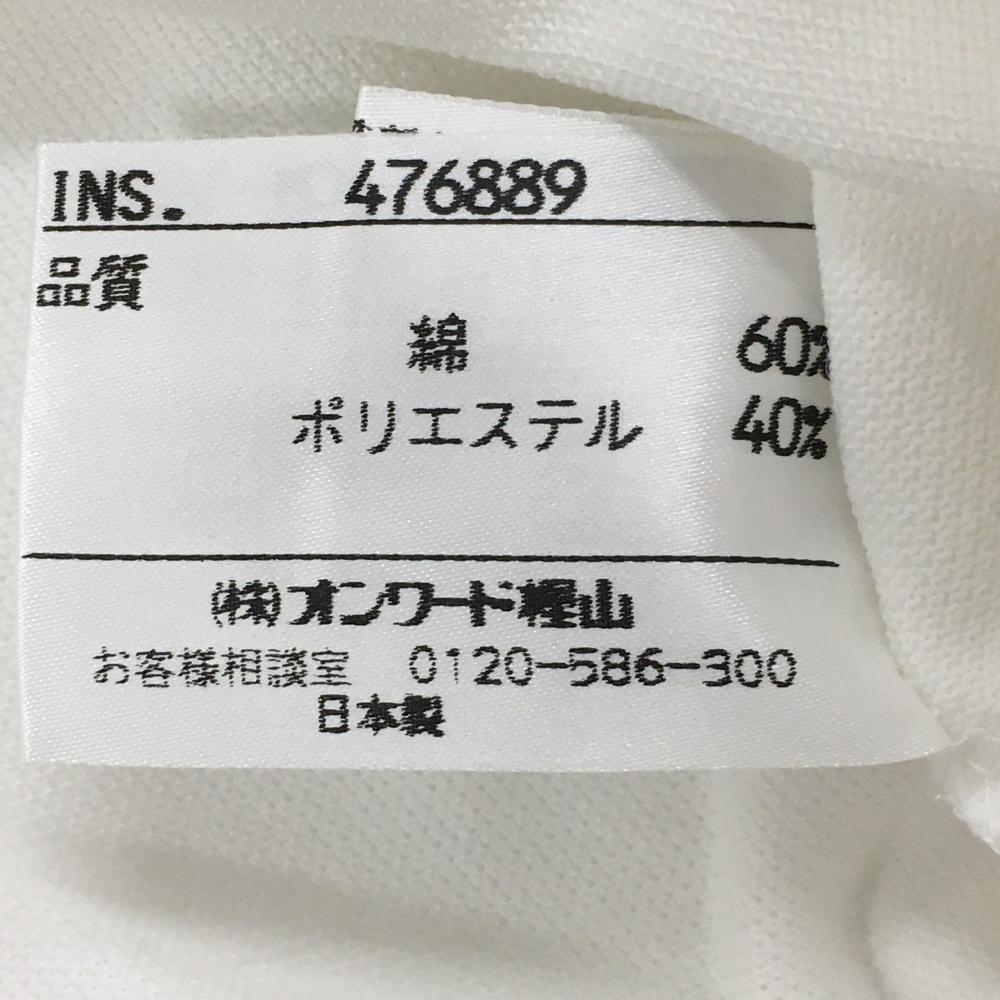 INS. 476889
品質
綿 60%
ポリエステル 40%
(株)オンワード樫山
お客様相談室 0120-586-300
日本製